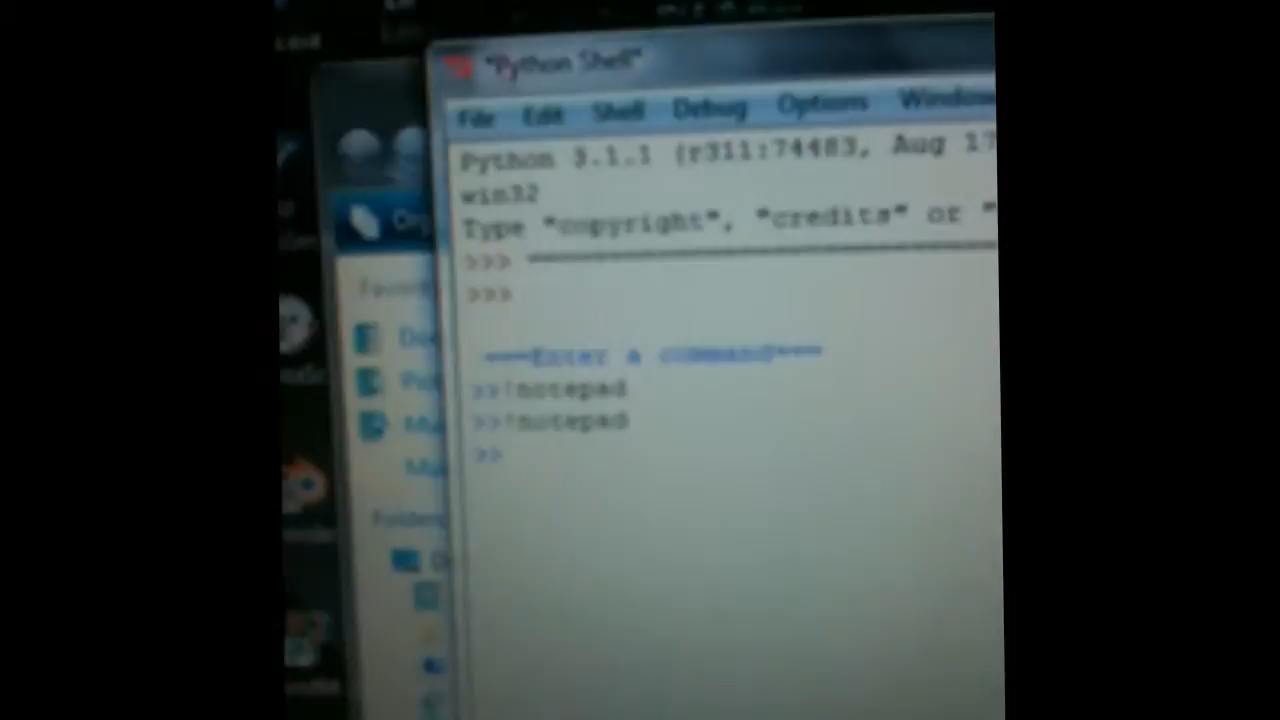 *Python Shell*
File Edit Shell Debug Options Window
Python 3.1.1 (r311:74483, Aug 17
win32
Type "copyright", "credits" or "
>>> ================================
>>>
===Enter a command===
>>!notepad
>>!notepad
>>